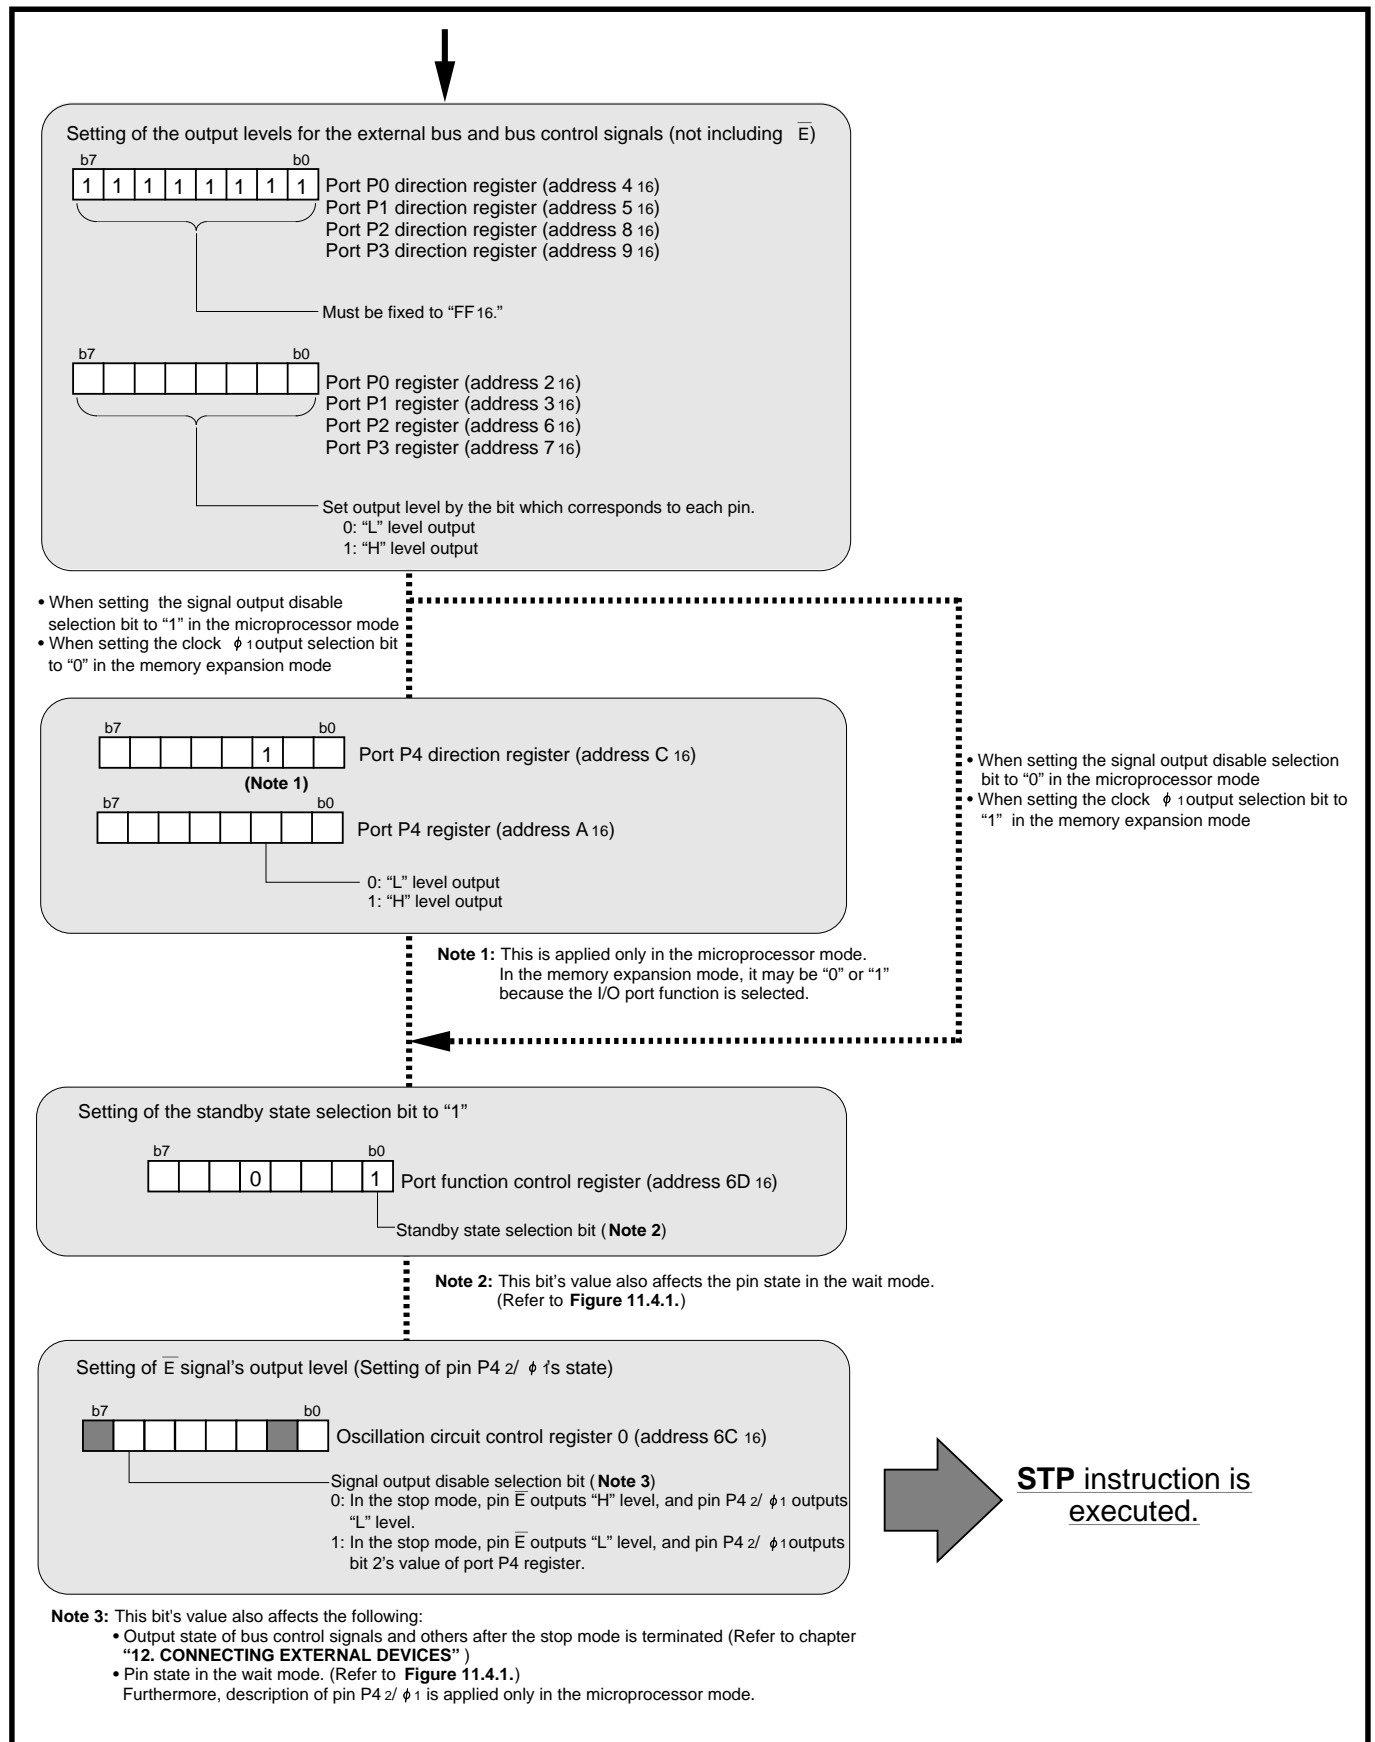 Setting of the output levels for the external bus and bus control signals (not including E̅)
b7 b0
1 1 1 1 1 1 1 1 Port P0 direction register (address 4 16)
Port P1 direction register (address 5 16)
Port P2 direction register (address 8 16)
Port P3 direction register (address 9 16)
Must be fixed to “FF 16.”
b7 b0
Port P0 register (address 2 16)
Port P1 register (address 3 16)
Port P2 register (address 6 16)
Port P3 register (address 7 16)
Set output level by the bit which corresponds to each pin.
0: “L” level output
1: “H” level output
• When setting the signal output disable
selection bit to “1” in the microprocessor mode
• When setting the clock ϕ 1 output selection bit
to “0” in the memory expansion mode
b7 b0
1 Port P4 direction register (address C 16)
(Note 1)
b7 b0
Port P4 register (address A 16)
0: “L” level output
1: “H” level output
• When setting the signal output disable selection
bit to “0” in the microprocessor mode
• When setting the clock ϕ 1 output selection bit to
“1” in the memory expansion mode
Note 1: This is applied only in the microprocessor mode.
In the memory expansion mode, it may be “0” or “1”
because the I/O port function is selected.
Setting of the standby state selection bit to “1”
b7 b0
0 1 Port function control register (address 6D 16)
Standby state selection bit (Note 2)
Note 2: This bit’s value also affects the pin state in the wait mode.
(Refer to Figure 11.4.1.)
Setting of E̅ signal’s output level (Setting of pin P4 2/ ϕ 1’s state)
b7 b0
Oscillation circuit control register 0 (address 6C 16)
Signal output disable selection bit (Note 3)
0: In the stop mode, pin E̅ outputs “H” level, and pin P4 2/ ϕ 1 outputs
“L” level.
1: In the stop mode, pin E̅ outputs “L” level, and pin P4 2/ ϕ 1 outputs
bit 2’s value of port P4 register.
STP instruction is
executed.
Note 3: This bit's value also affects the following:
• Output state of bus control signals and others after the stop mode is terminated (Refer to chapter
“12. CONNECTING EXTERNAL DEVICES” )
• Pin state in the wait mode. (Refer to Figure 11.4.1.)
Furthermore, description of pin P4 2/ ϕ 1 is applied only in the microprocessor mode.